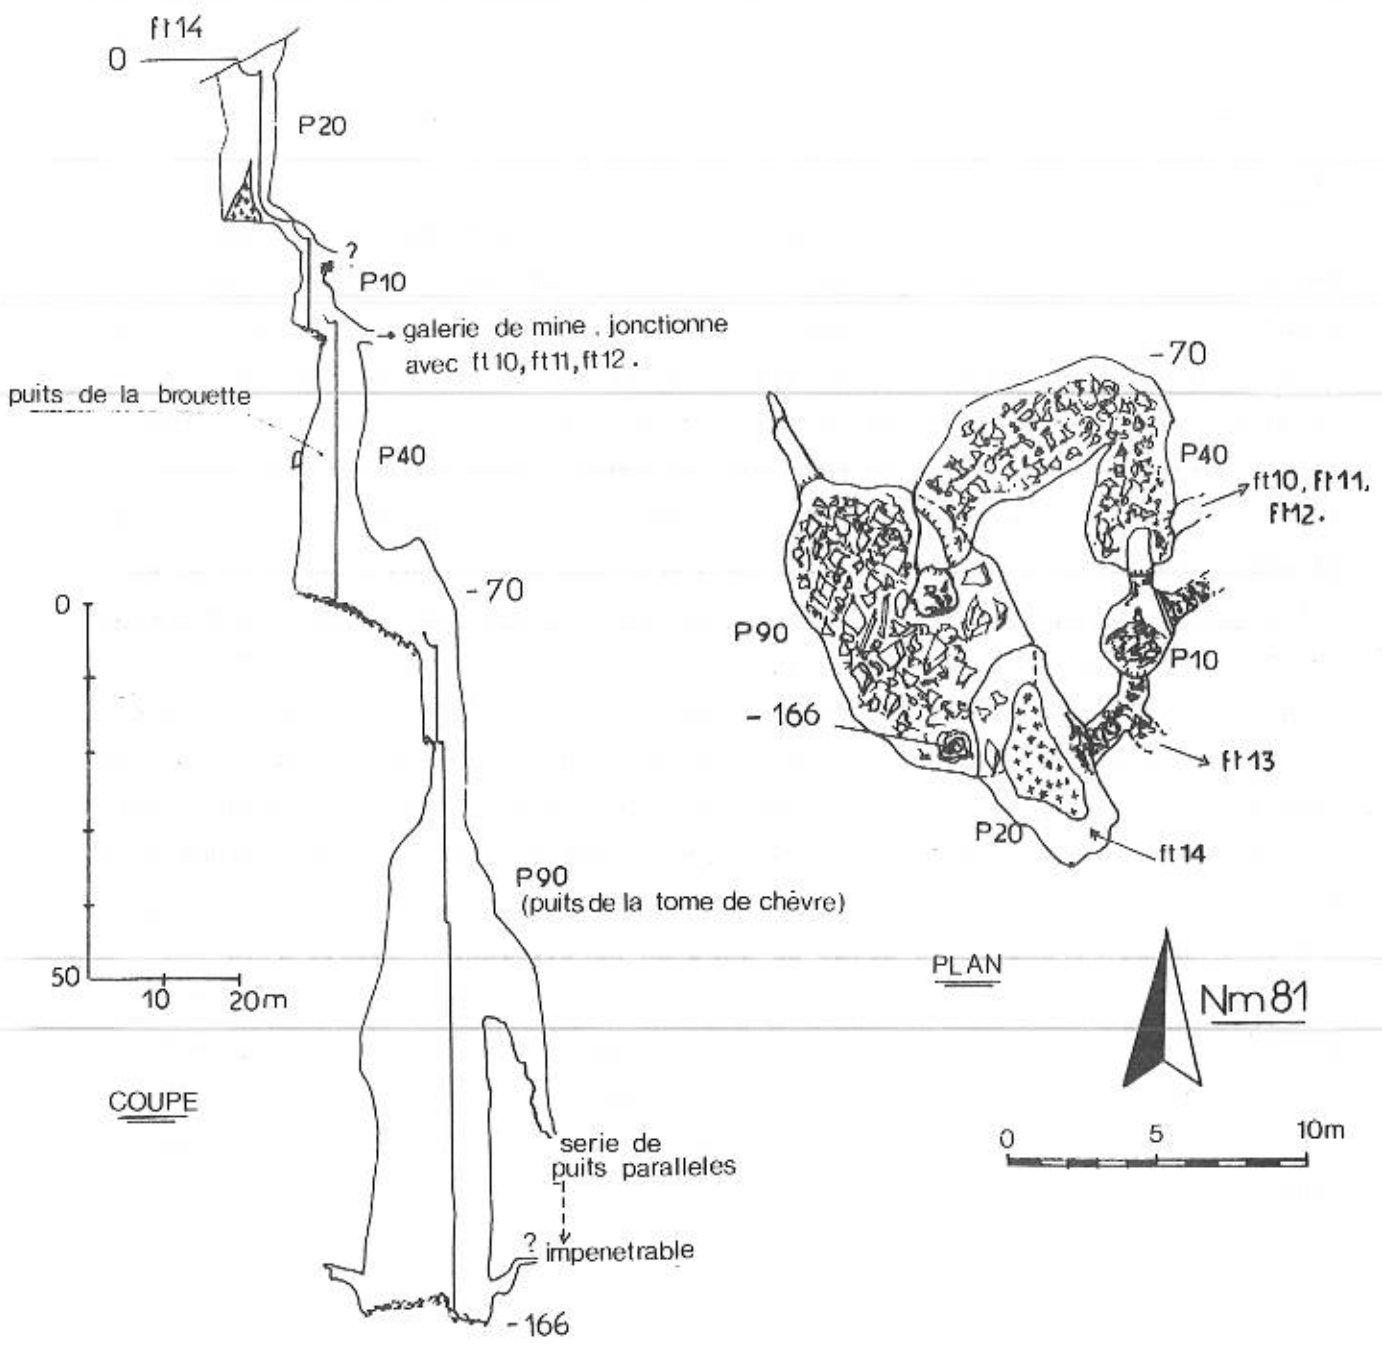 ft14
0
P20
?
P10
galerie de mine. jonctionne
avec ft10, ft11, ft12.
puits de la brouette
P40
-70
0
50
10
20m
P90
(puits de la tome de chèvre)
COUPE
serie de
puits paralleles
? impenetrable
-166
-70
P40
ft10, ft11,
ft12.
P90
P10
-166
ft13
P20
ft14
PLAN
Nm81
0
5
10m